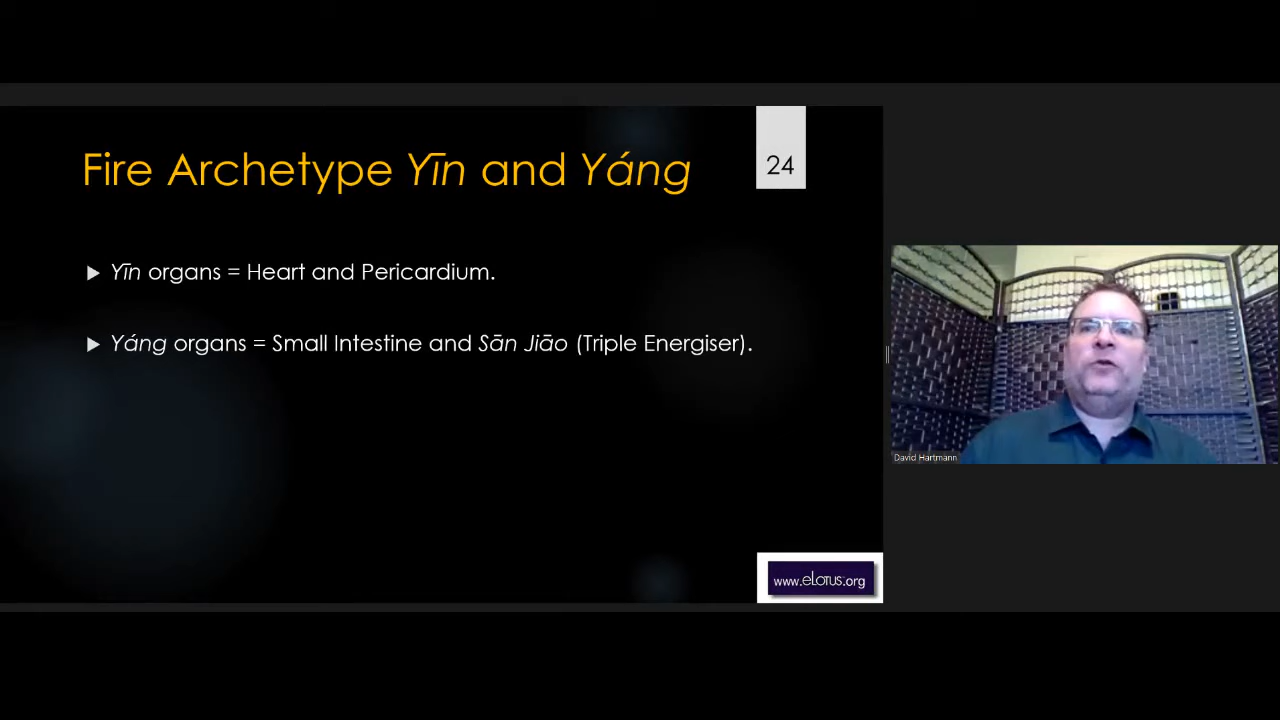 Fire Archetype Yīn and Yáng
24
Yīn organs = Heart and Pericardium.
Yáng organs = Small Intestine and Sān Jiāo (Triple Energiser).
David Hartmann
www.eLOTUS.org